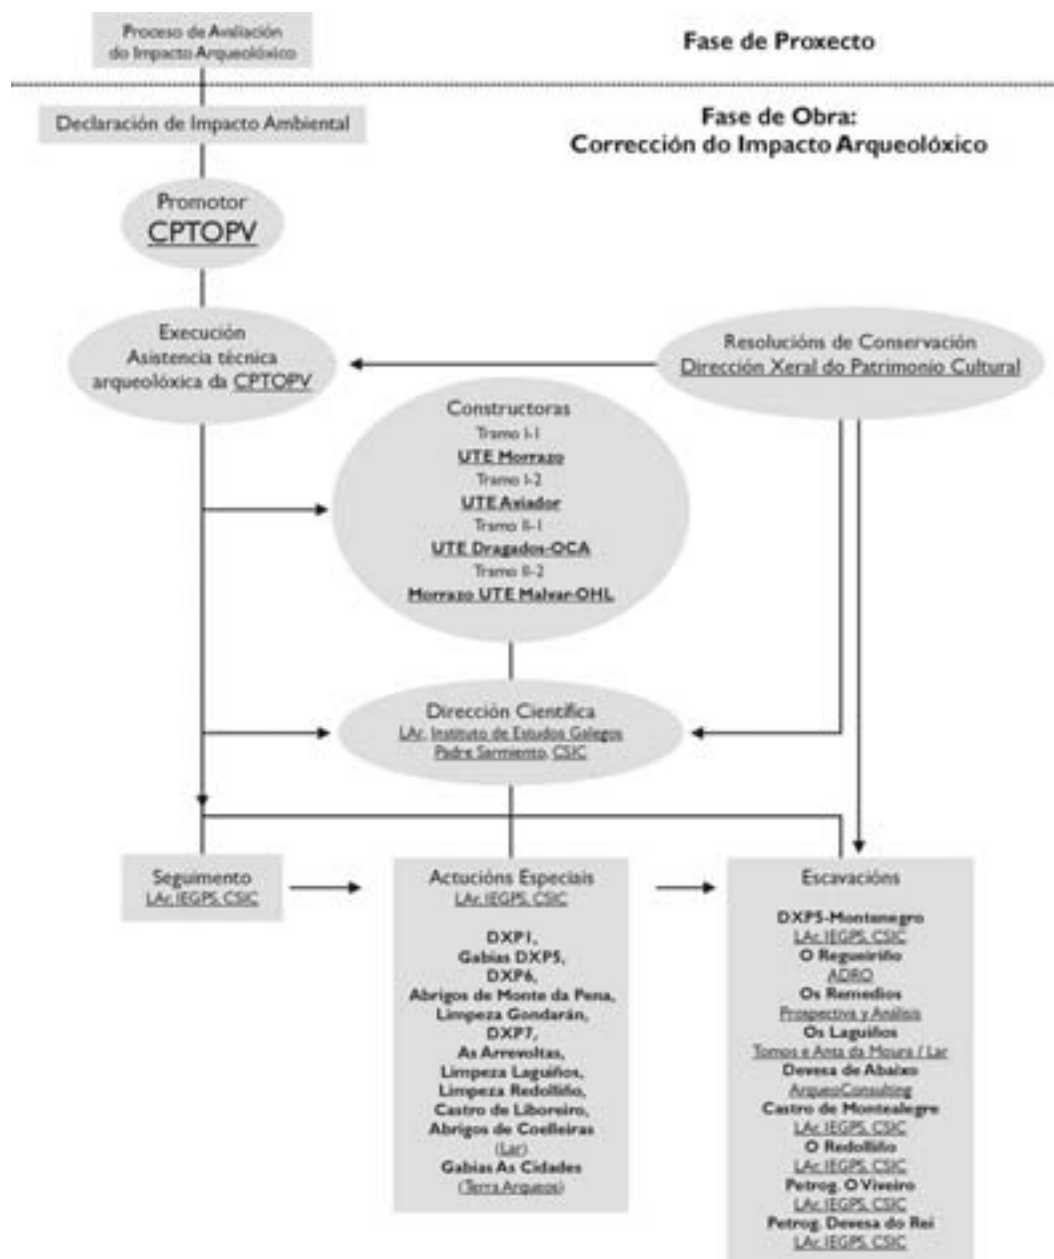 Proceso de Avaliación
do Impacto Arqueolóxico
Fase de Proxecto
Declaración de Impacto Ambiental
Fase de Obra:
Corrección do Impacto Arqueolóxico
Promotor
CPTOPV
Execución
Asistencia técnica
arqueolóxica da CPTOPV
Resolucións de Conservación
Dirección Xeral do Patrimonio Cultural
Constructoras
Tramo I-1
UTE Morrazo
Tramo I-2
UTE Aviador
Tramo II-1
UTE Dragados-OCA
Tramo II-2
Morrazo UTE Malvar-OHL
Dirección Científica
LAr, Instituto de Estudos Galegos
Padre Sarmiento, CSIC
Seguimento
LAr, IEGPS, CSIC
Actucións Especiais
LAr, IEGPS, CSIC
DXP1,
Gabias DXP5,
DXP6,
Abrigos de Monte da Pena,
Limpeza Gondarán,
DXP7,
As Arrevoltas,
Limpeza Laguiños,
Limpeza Redolliño,
Castro de Liboreiro,
Abrigos de Coelleiras
(Lar)
Gabias As Cidades
(Terra Arqueos)
Escavacións
DXP5-Montenegro
LAr, IEGPS, CSIC
O Regueiriño
ADRO
Os Remedios
Prospectiva y Análisis
Os Laguiños
Tomos e Anta da Moura / Lar
Devesa de Abaixo
ArqueoConsulting
Castro de Montealegre
LAr, IEGPS, CSIC
O Redolliño
LAr, IEGPS, CSIC
Petrog. O Viveiro
LAr, IEGPS, CSIC
Petrog. Devesa do Rei
LAr, IEGPS, CSIC